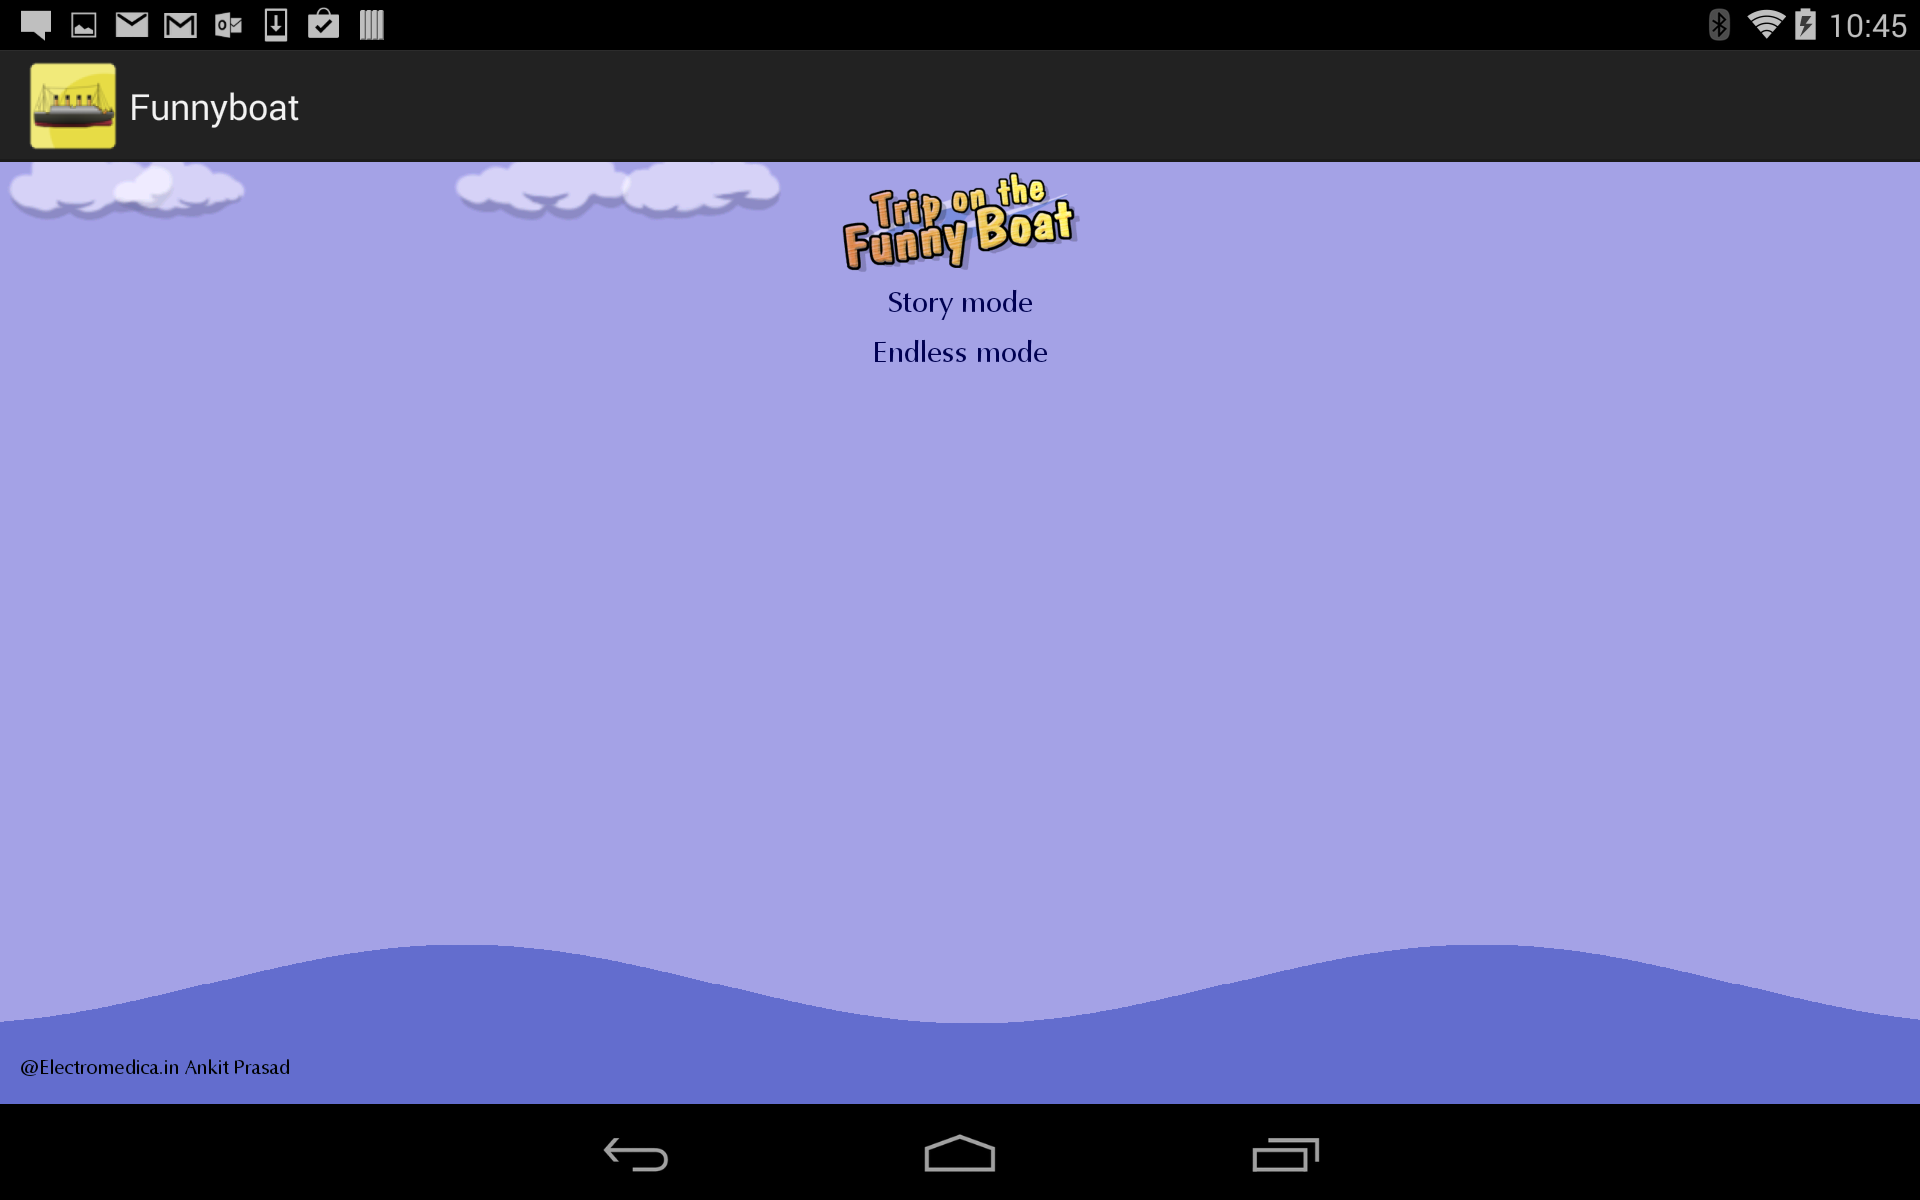 10:45
Funnyboat
Trip on the
Funny Boat
Story mode
Endless mode
@Electromedica.in Ankit Prasad